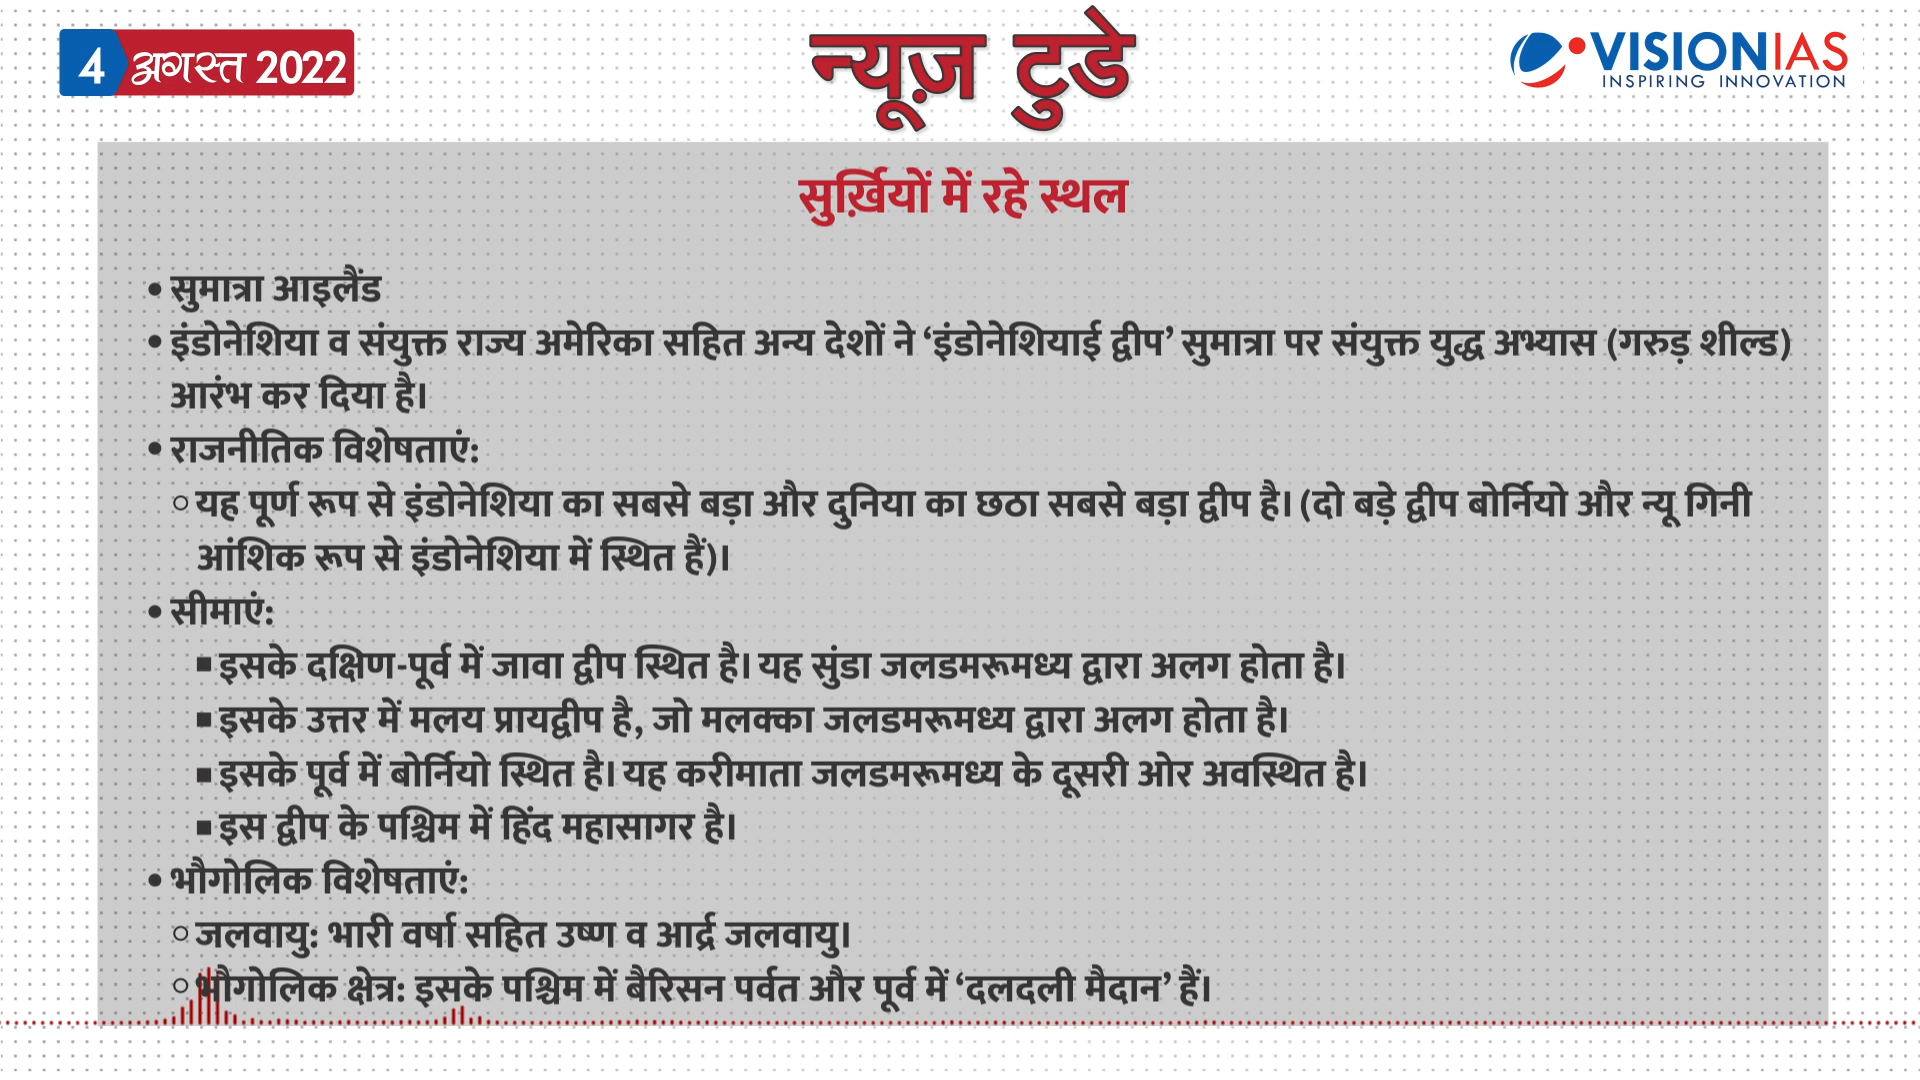 4 अगस्त 2022
न्यूज़ टुडे
VISIONIAS
INSPIRING INNOVATION
सुर्ख़ियों में रहे स्थल
• सुमात्रा आइलैंड
• इंडोनेशिया व संयुक्त राज्य अमेरिका सहित अन्य देशों ने ‘इंडोनेशियाई द्वीप’ सुमात्रा पर संयुक्त युद्ध अभ्यास (गरुड़ शील्ड)
आरंभ कर दिया है।
• राजनीतिक विशेषताएं:
○ यह पूर्ण रूप से इंडोनेशिया का सबसे बड़ा और दुनिया का छठा सबसे बड़ा द्वीप है। (दो बड़े द्वीप बोर्नियो और न्यू गिनी
आंशिक रूप से इंडोनेशिया में स्थित हैं)।
• सीमाएं:
▪ इसके दक्षिण-पूर्व में जावा द्वीप स्थित है। यह सुंडा जलडमरूमध्य द्वारा अलग होता है।
▪ इसके उत्तर में मलय प्रायद्वीप है, जो मलक्का जलडमरूमध्य द्वारा अलग होता है।
▪ इसके पूर्व में बोर्नियो स्थित है। यह करीमाता जलडमरूमध्य के दूसरी ओर अवस्थित है।
▪ इस द्वीप के पश्चिम में हिंद महासागर है।
• भौगोलिक विशेषताएं:
○ जलवायु: भारी वर्षा सहित उष्ण व आर्द्र जलवायु।
○ भौगोलिक क्षेत्र: इसके पश्चिम में बैरिसन पर्वत और पूर्व में ‘दलदली मैदान’ हैं।